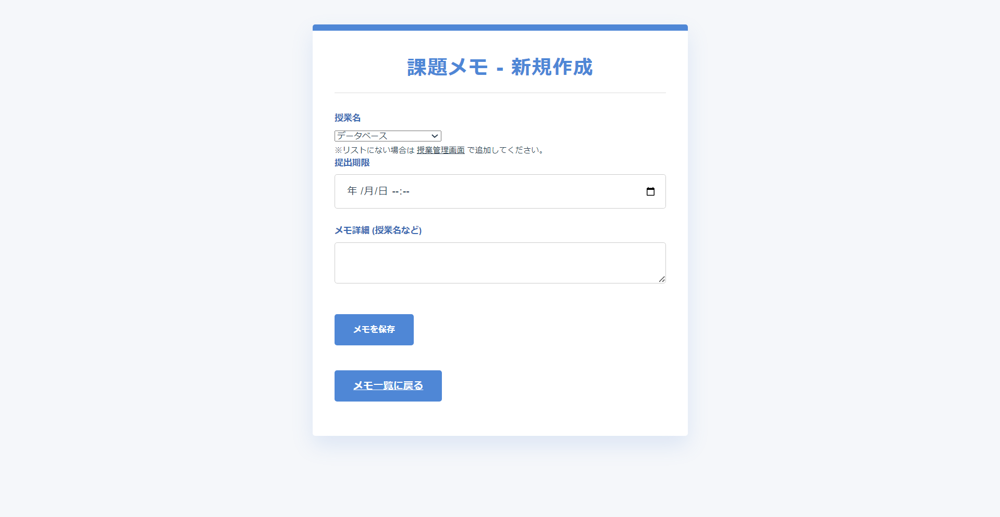 課題メモ - 新規作成
授業名
データベース
※リストにない場合は 授業管理画面 で追加してください。
提出期限
年 /月/日 --:--
メモ詳細 (授業名など)
メモを保存
メモ一覧に戻る